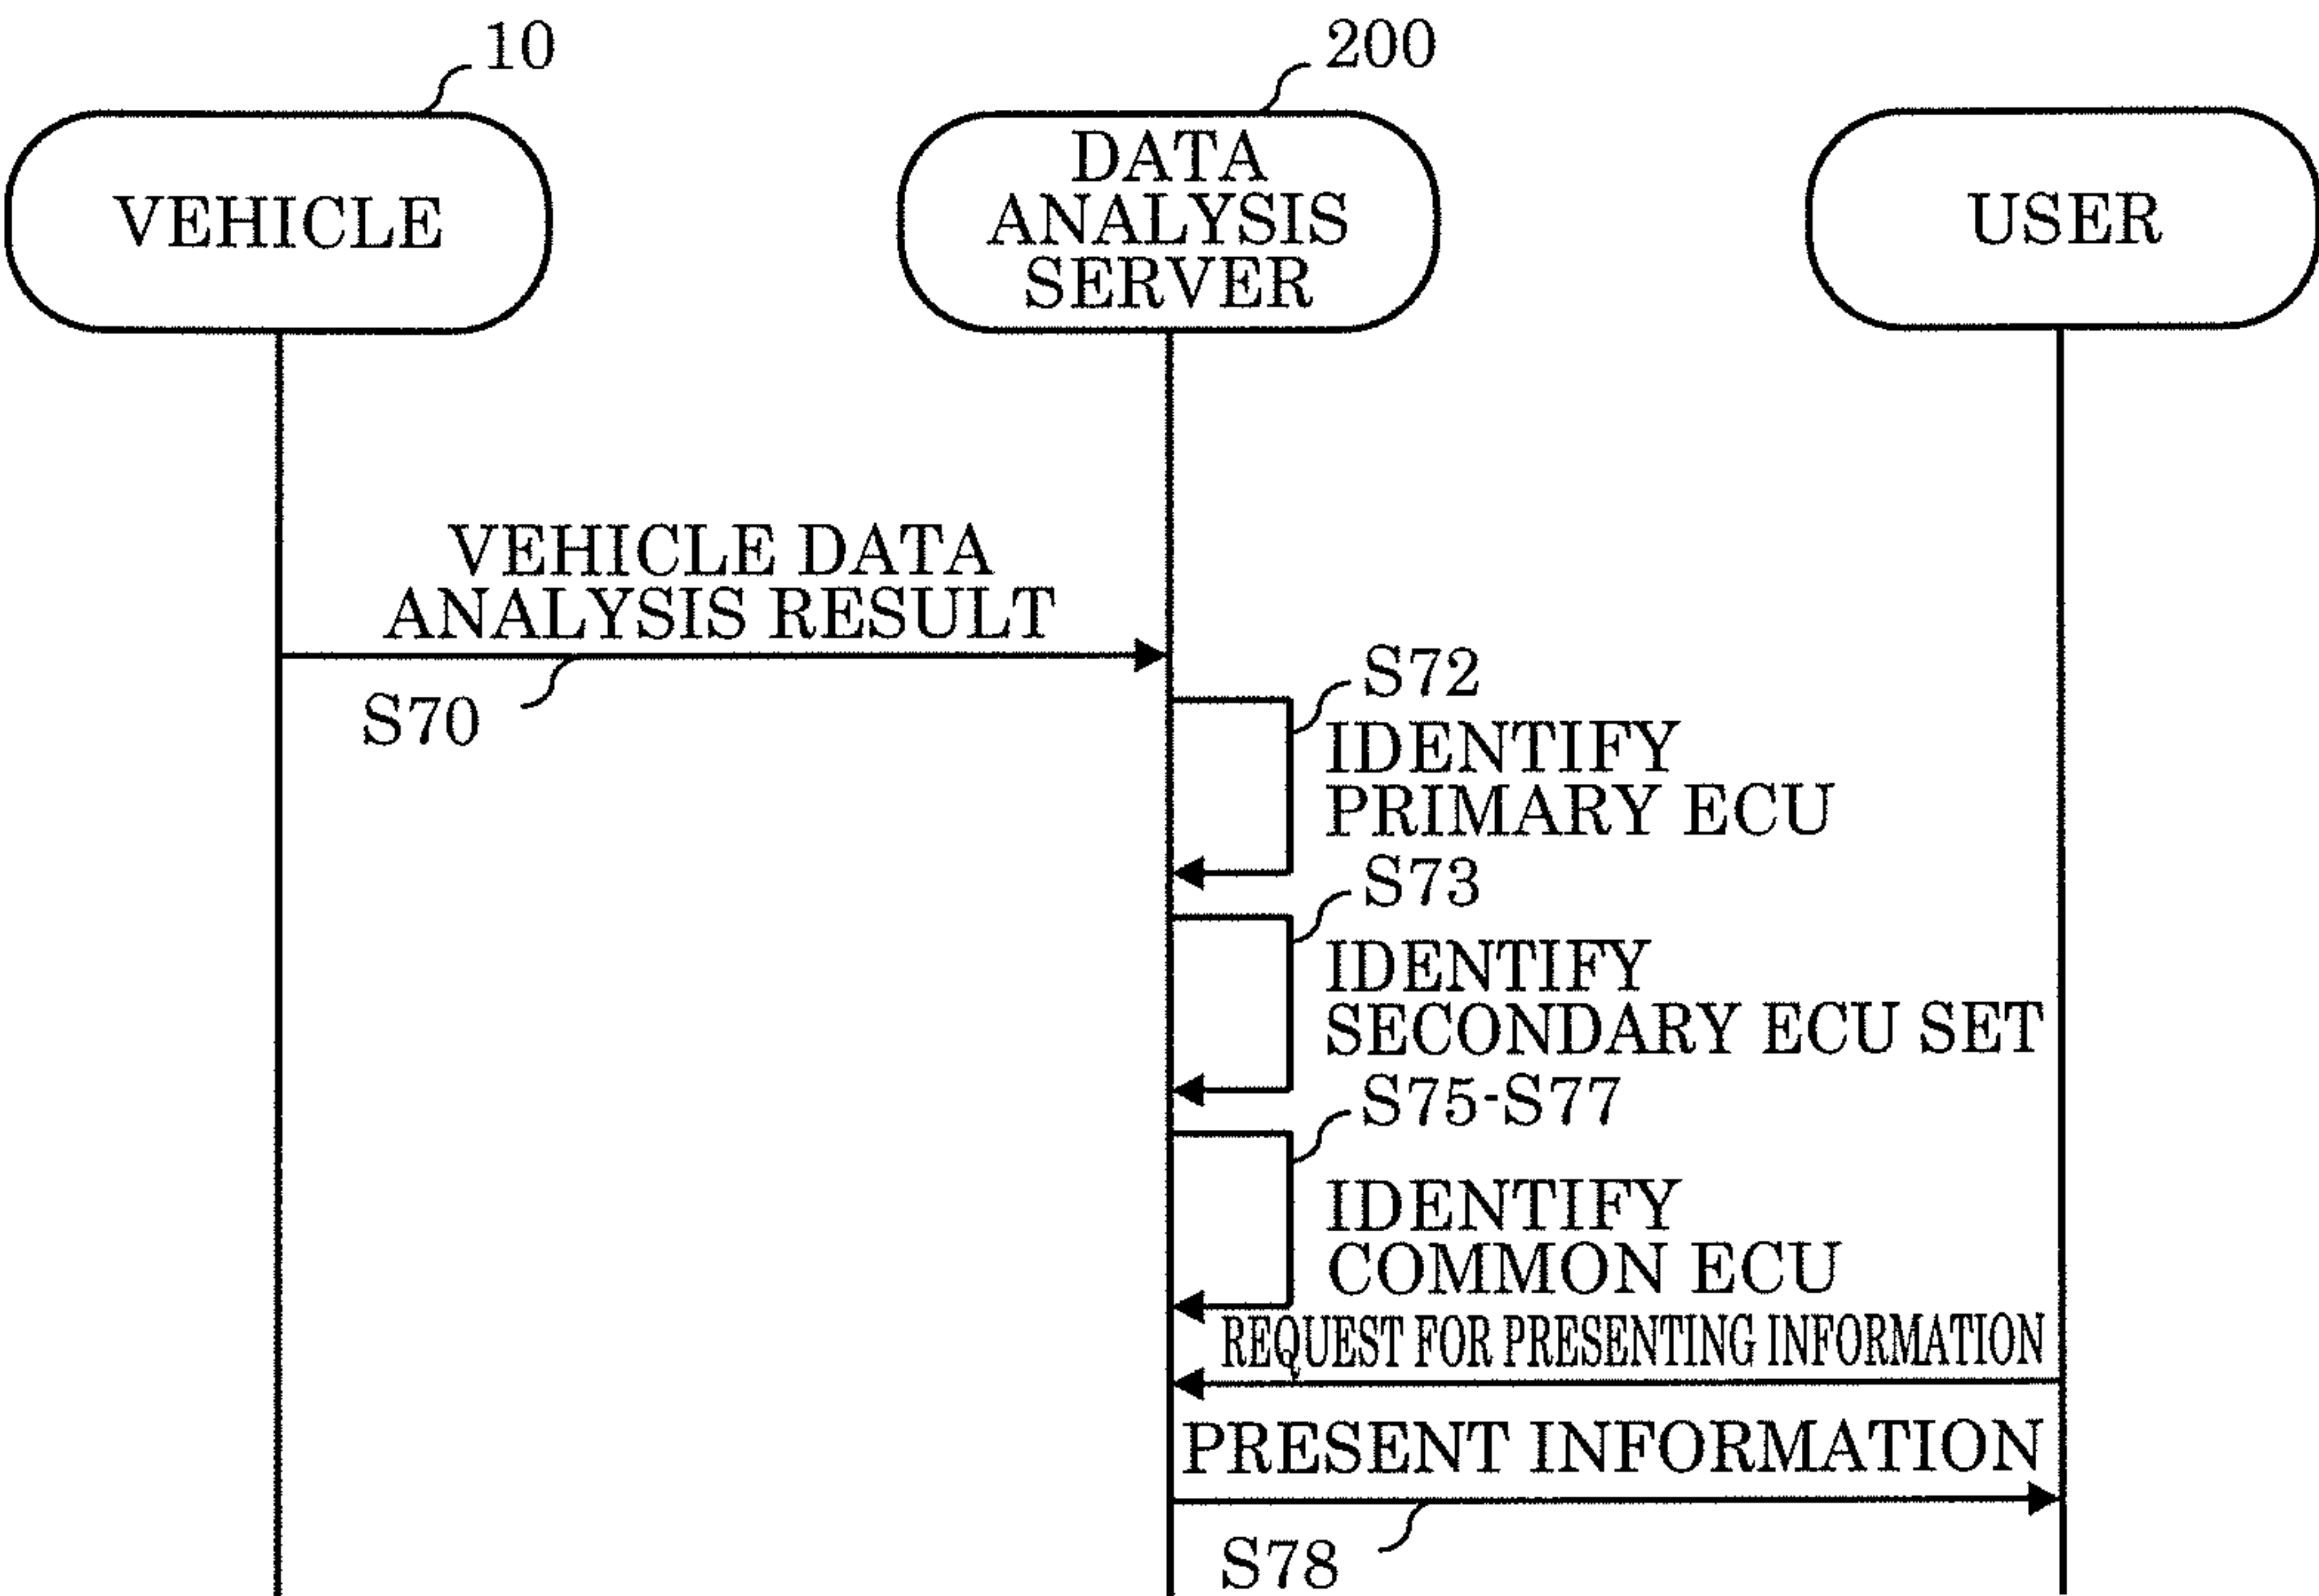 10
200
VEHICLE
DATA
ANALYSIS
SERVER
USER
VEHICLE DATA
ANALYSIS RESULT
S70
S72
IDENTIFY
PRIMARY ECU
S73
IDENTIFY
SECONDARY ECU SET
S75-S77
IDENTIFY
COMMON ECU
REQUEST FOR PRESENTING INFORMATION
PRESENT INFORMATION
S78